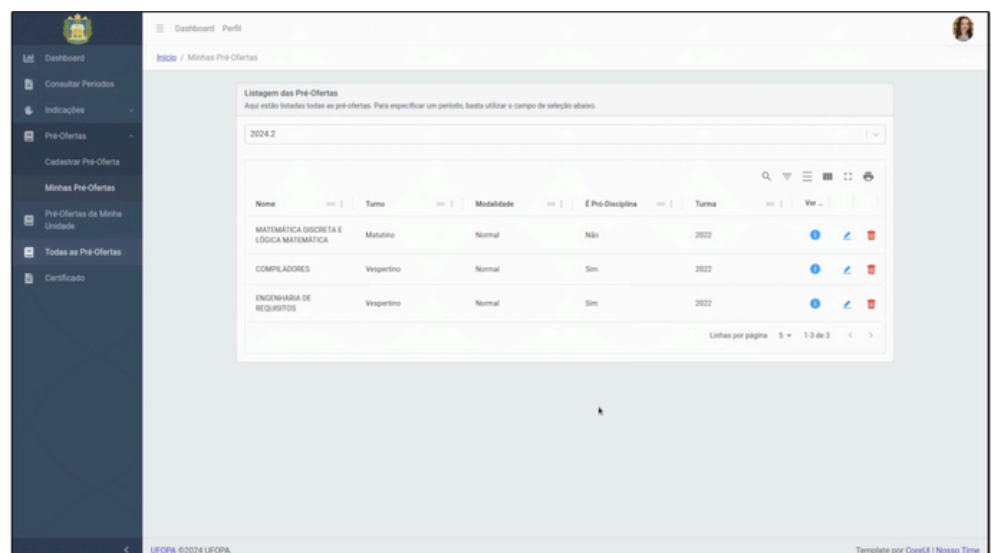 Dashboard Perfil
Início / Minhas Pré-Ofertas
Dashboard
Consultar Períodos
Indicações
Pré-Ofertas
Cadastrar Pré-Oferta
Minhas Pré-Ofertas
Pré-Ofertas da Minha
Unidade
Todas as Pré-Ofertas
Certificado
Listagem das Pré-Ofertas
Aqui estão listadas todas as pré-ofertas. Para especificar um período, basta utilizar o campo de seleção abaixo.
2024.2
Nome Turno Modalidade É Pró-Disciplina Turma Ver ...
MATEMÁTICA DISCRETA E
LÓGICA MATEMÁTICA Matutino Normal Não 2022
COMPILADORES Vespertino Normal Sim 2022
ENGENHARIA DE
REQUISITOS Vespertino Normal Sim 2022
Linhas por página 5 1-3 de 3
UFOPA ©2024 UFOPA.
Template por CoreUI | Nosso Time